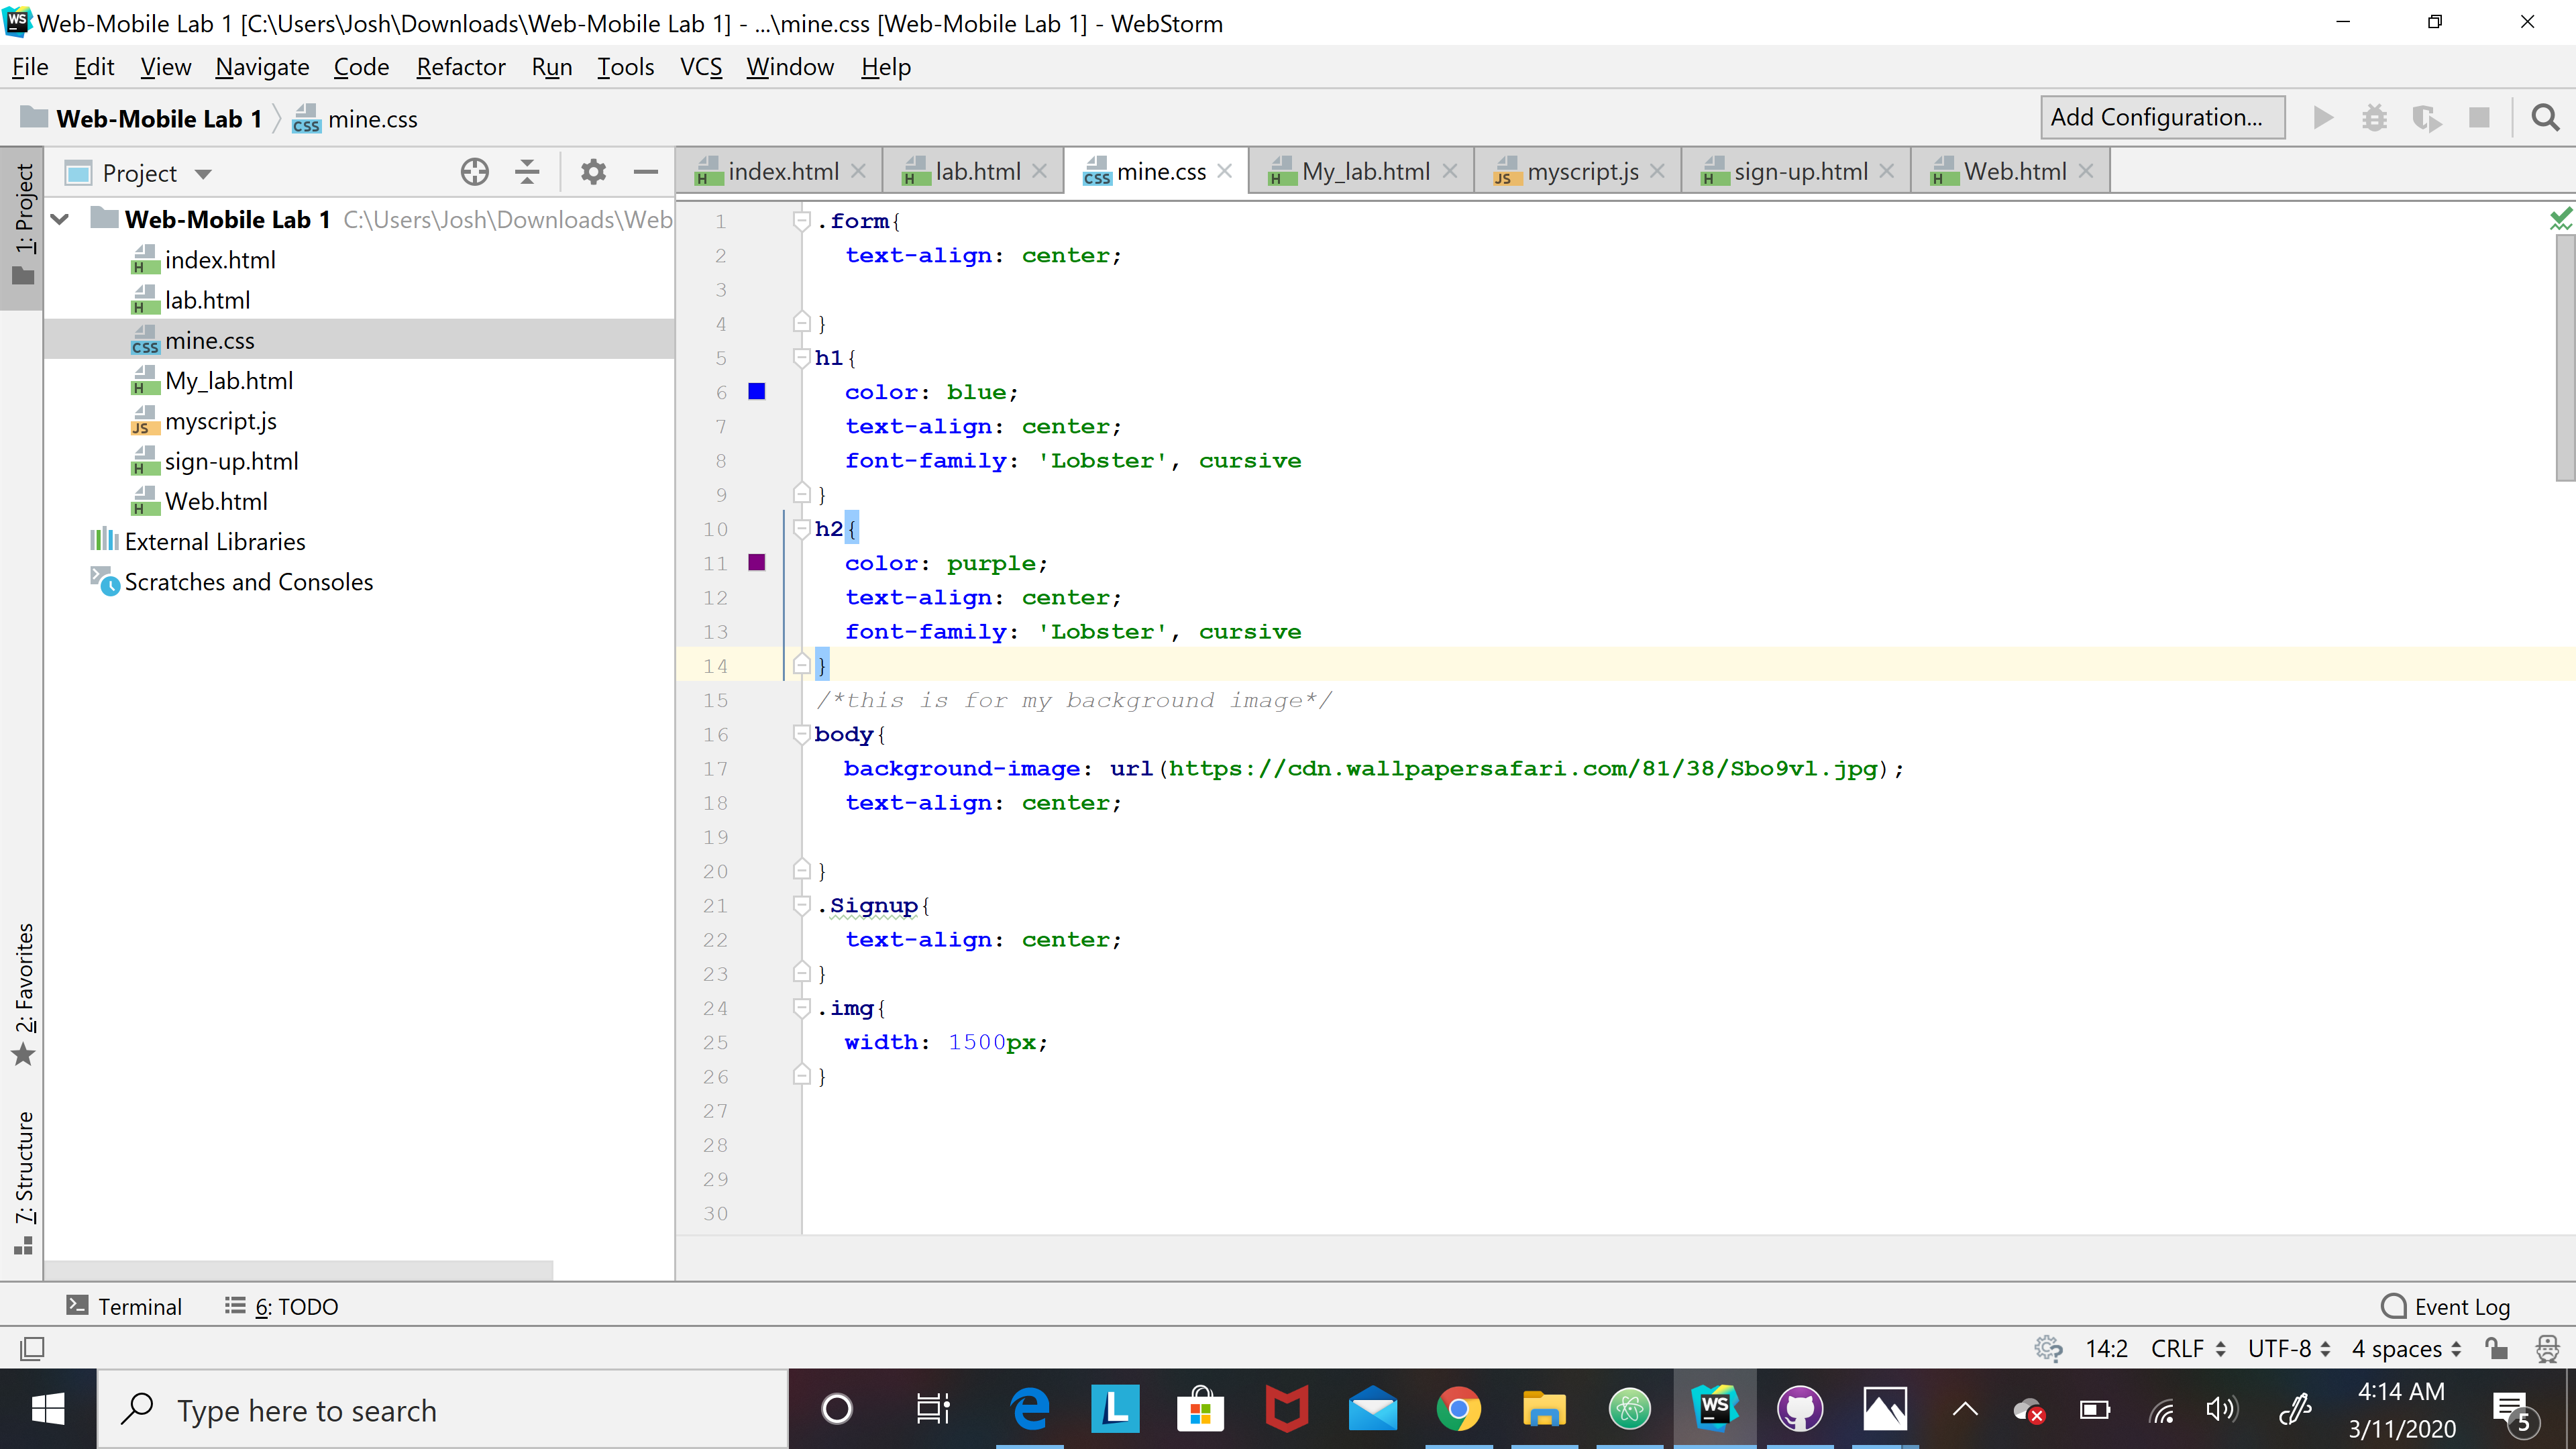 WS Web-Mobile Lab 1 [C:\Users\Josh\Downloads\Web-Mobile Lab 1] - ...\mine.css [Web-Mobile Lab 1] - WebStorm
File Edit View Navigate Code Refactor Run Tools VCS Window Help
Web-Mobile Lab 1 CSS mine.css Add Configuration...
1: Project
Project
H index.html H lab.html CSS mine.css H My_lab.html JS myscript.js H sign-up.html H Web.html
Web-Mobile Lab 1 C:\Users\Josh\Downloads\Web
H index.html
H lab.html
CSS mine.css
H My_lab.html
JS myscript.js
H sign-up.html
H Web.html
External Libraries
Scratches and Consoles
2: Favorites
7: Structure
1 .form{
2 text-align: center;
3
4 }
5 h1{
6 color: blue;
7 text-align: center;
8 font-family: 'Lobster', cursive
9 }
10 h2{
11 color: purple;
12 text-align: center;
13 font-family: 'Lobster', cursive
14 }
15 /*this is for my background image*/
16 body{
17 background-image: url(https://cdn.wallpapersafari.com/81/38/Sbo9vl.jpg);
18 text-align: center;
19
20 }
21 .Signup{
22 text-align: center;
23 }
24 .img{
25 width: 1500px;
26 }
27
28
29
30
Terminal 6: TODO Event Log
14:2 CRLF UTF-8 4 spaces
Type here to search L WS 4:14 AM
3/11/2020 5